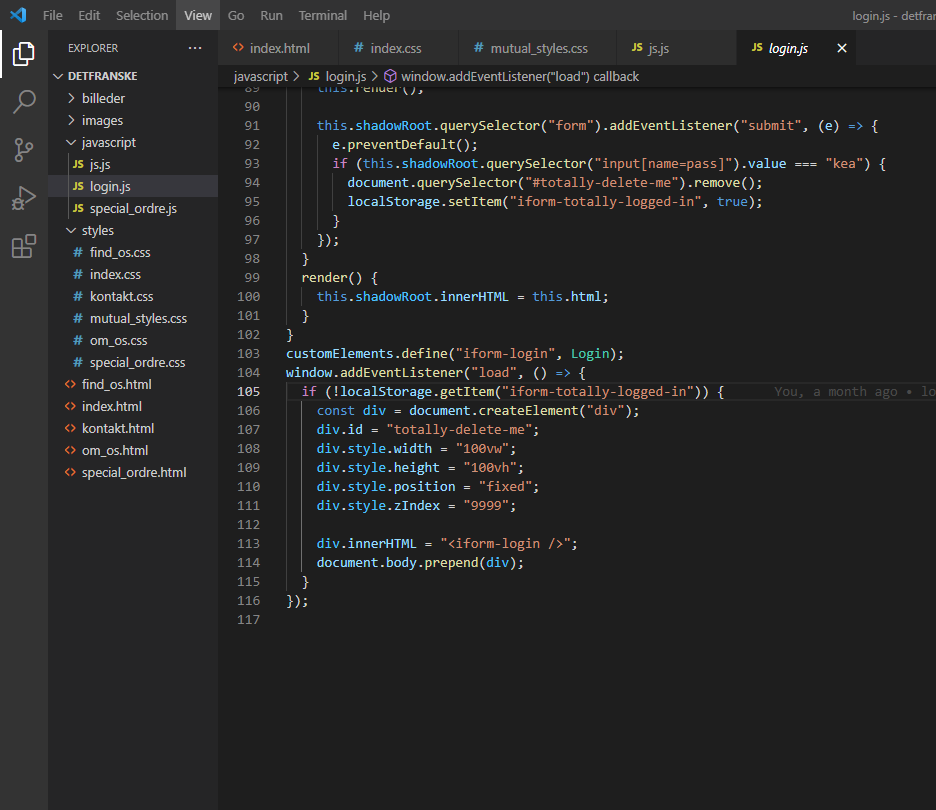 File Edit Selection View Go Run Terminal Help login.js - detfran
EXPLORER ···
index.html # index.css # mutual_styles.css JS js.js JS login.js
javascript > JS login.js > window.addEventListener("load") callback
DETFRANSKE
billeder
images
javascript
JS js.js
JS login.js
JS special_ordre.js
styles
# find_os.css
# index.css
# kontakt.css
# mutual_styles.css
# om_os.css
# special_ordre.css
find_os.html
index.html
kontakt.html
om_os.html
special_ordre.html
89 this.render();
90
91 this.shadowRoot.querySelector("form").addEventListener("submit", (e) => {
92 e.preventDefault();
93 if (this.shadowRoot.querySelector("input[name=pass]").value === "kea") {
94 document.querySelector("#totally-delete-me").remove();
95 localStorage.setItem("iform-totally-logged-in", true);
96 }
97 });
98 }
99 render() {
100 this.shadowRoot.innerHTML = this.html;
101 }
102 }
103 customElements.define("iform-login", Login);
104 window.addEventListener("load", () => {
105 if (!localStorage.getItem("iform-totally-logged-in")) { You, a month ago • lo
106 const div = document.createElement("div");
107 div.id = "totally-delete-me";
108 div.style.width = "100vw";
109 div.style.height = "100vh";
110 div.style.position = "fixed";
111 div.style.zIndex = "9999";
112
113 div.innerHTML = "<iform-login />";
114 document.body.prepend(div);
115 }
116 });
117